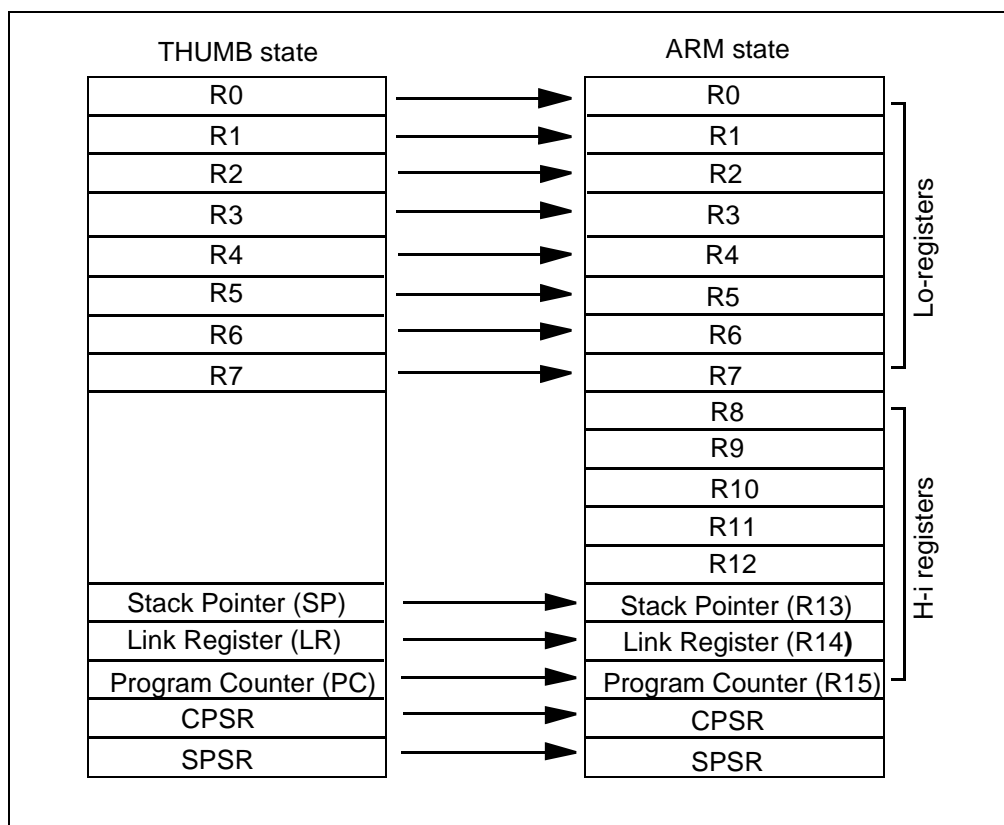 THUMB state
R0
R1
R2
R3
R4
R5
R6
R7
Stack Pointer (SP)
Link Register (LR)
Program Counter (PC)
CPSR
SPSR
ARM state
R0
R1
R2
R3
R4
R5
R6
R7
R8
R9
R10
R11
R12
Stack Pointer (R13)
Link Register (R14)
Program Counter (R15)
CPSR
SPSR
Lo-registers
H-i registers